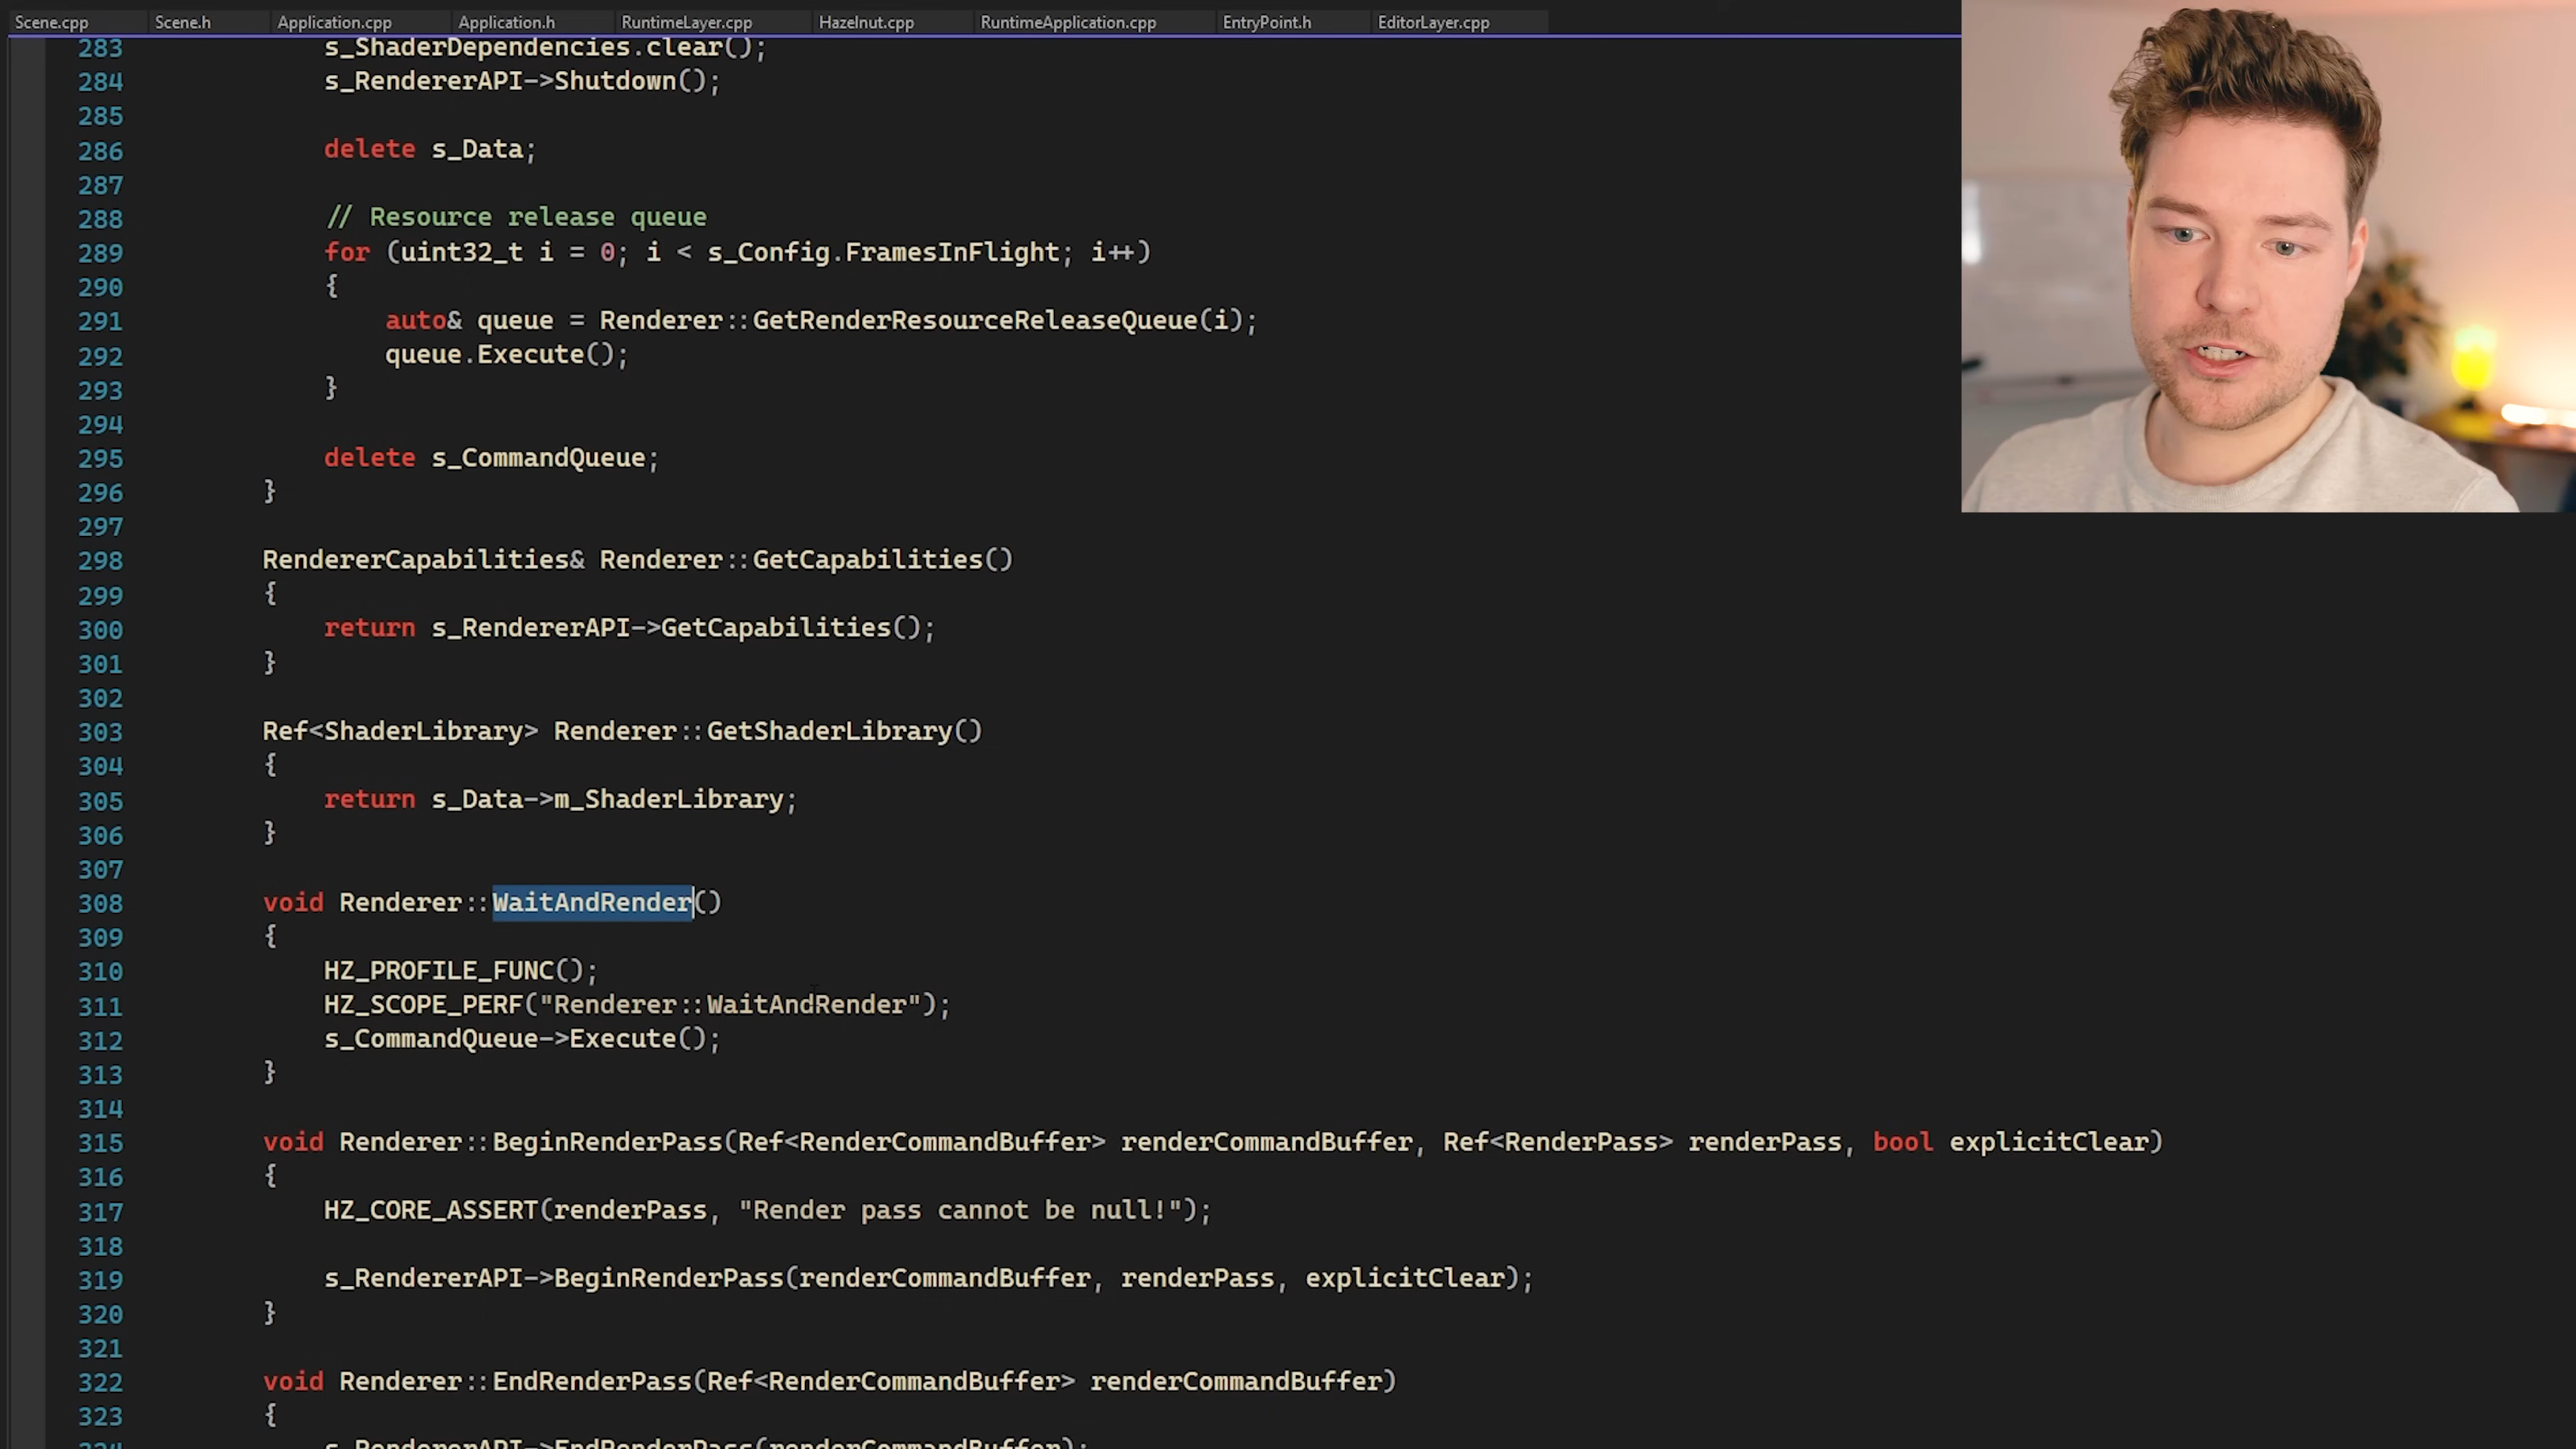 Scene.cpp Scene.h Application.cpp Application.h RuntimeLayer.cpp Hazelnut.cpp RuntimeApplication.cpp EntryPoint.h EditorLayer.cpp
283 s_ShaderDependencies.clear();
284 s_RendererAPI->Shutdown();
285
286 delete s_Data;
287
288 // Resource release queue
289 for (uint32_t i = 0; i < s_Config.FramesInFlight; i++)
290 {
291 auto& queue = Renderer::GetRenderResourceReleaseQueue(i);
292 queue.Execute();
293 }
294
295 delete s_CommandQueue;
296 }
297
298 RendererCapabilities& Renderer::GetCapabilities()
299 {
300 return s_RendererAPI->GetCapabilities();
301 }
302
303 Ref<ShaderLibrary> Renderer::GetShaderLibrary()
304 {
305 return s_Data->m_ShaderLibrary;
306 }
307
308 void Renderer::WaitAndRender()
309 {
310 HZ_PROFILE_FUNC();
311 HZ_SCOPE_PERF("Renderer::WaitAndRender");
312 s_CommandQueue->Execute();
313 }
314
315 void Renderer::BeginRenderPass(Ref<RenderCommandBuffer> renderCommandBuffer, Ref<RenderPass> renderPass, bool explicitClear)
316 {
317 HZ_CORE_ASSERT(renderPass, "Render pass cannot be null!");
318
319 s_RendererAPI->BeginRenderPass(renderCommandBuffer, renderPass, explicitClear);
320 }
321
322 void Renderer::EndRenderPass(Ref<RenderCommandBuffer> renderCommandBuffer)
323 {
324 s_RendererAPI->EndRenderPass(renderCommandBuffer);